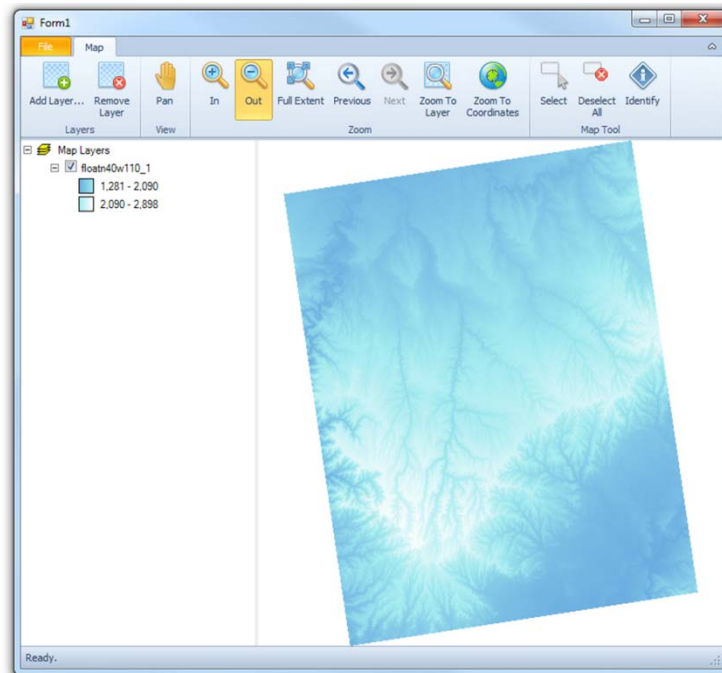 Form1
File Map
Add Layer... Remove Layer Pan In Out Full Extent Previous Next Zoom To Layer Zoom To Coordinates Select Deselect All Identify
Layers View Zoom Map Tool
Map Layers
floatn40w110_1
1,281 - 2,090
2,090 - 2,898
Ready.